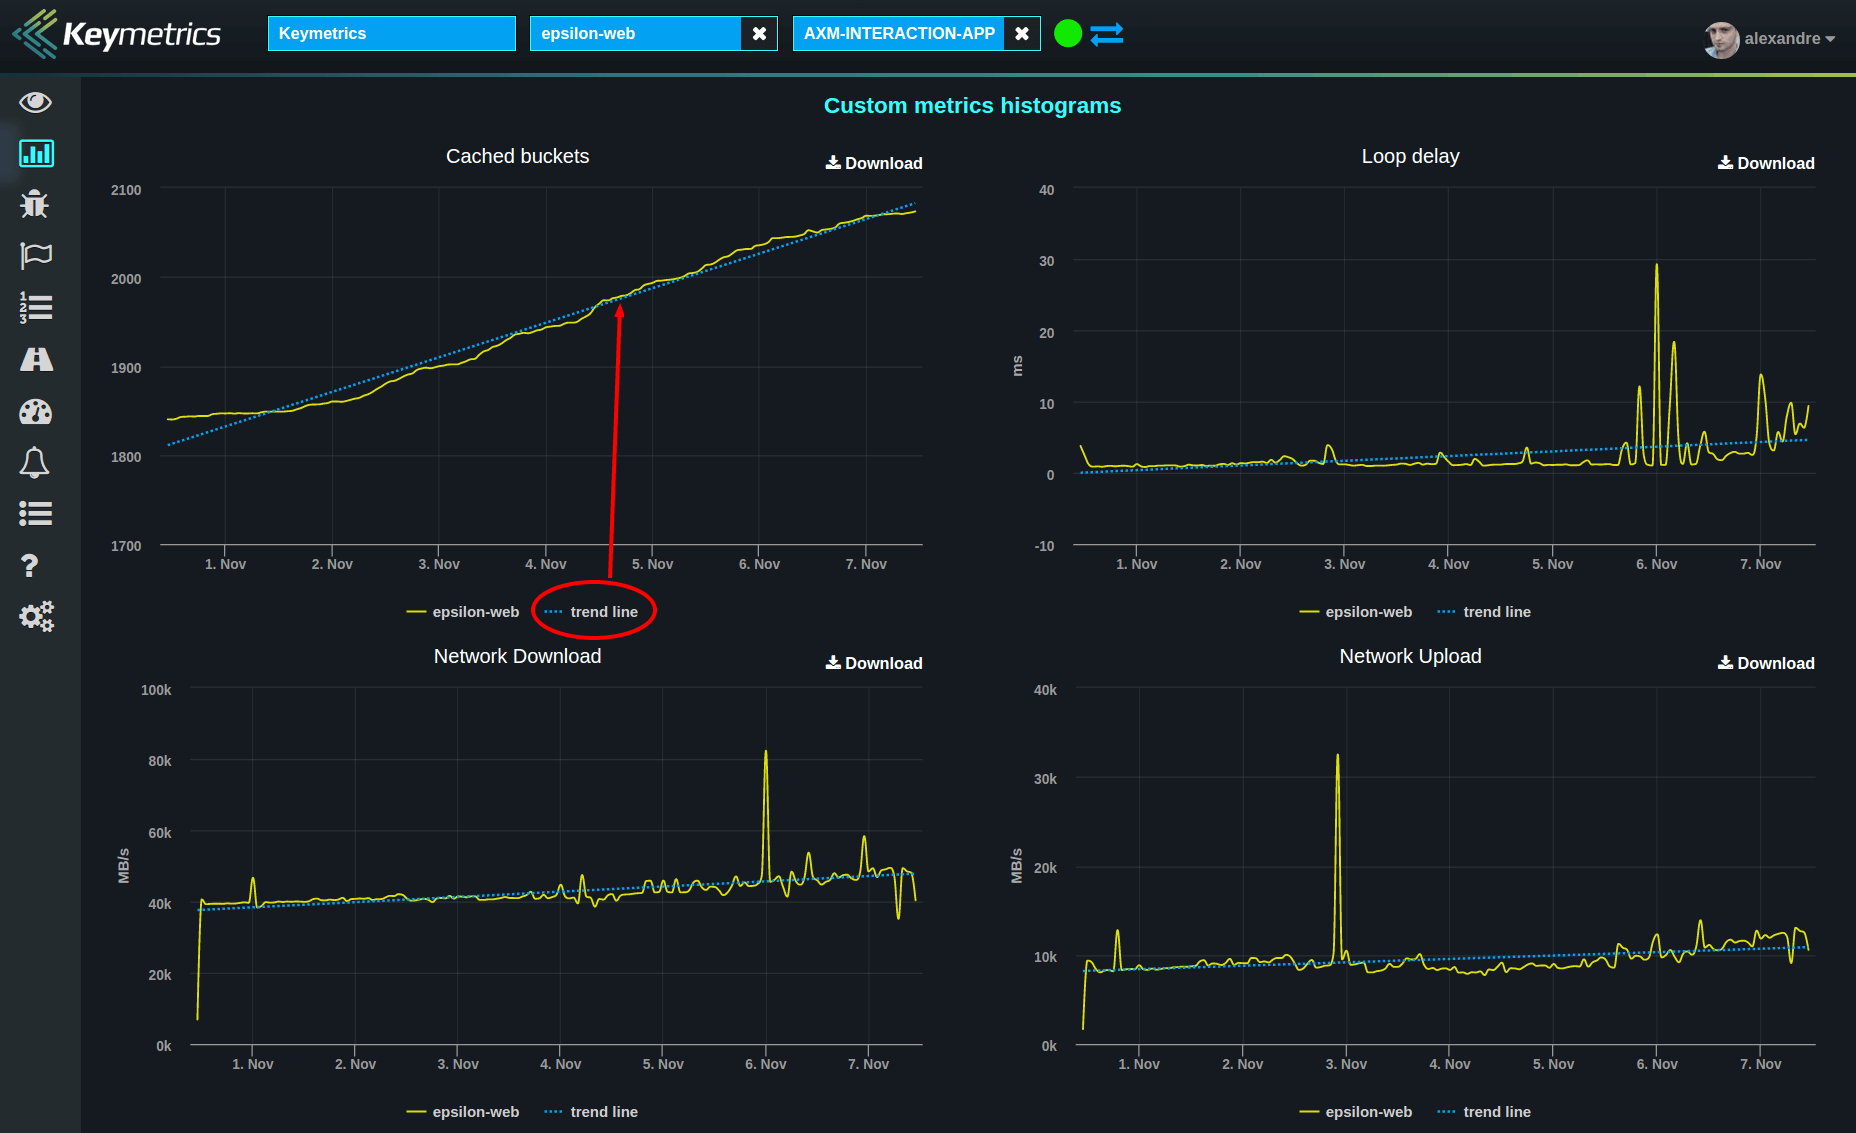 Keymetrics
Keymetrics
epsilon-web
AXM-INTERACTION-APP
alexandre
Custom metrics histograms
Cached buckets
Download
2100
2000
1900
1800
1700
1. Nov 2. Nov 3. Nov 4. Nov 5. Nov 6. Nov 7. Nov
epsilon-web trend line
Loop delay
Download
ms
40
30
20
10
0
-10
1. Nov 2. Nov 3. Nov 4. Nov 5. Nov 6. Nov 7. Nov
epsilon-web trend line
Network Download
Download
MB/s
100k
80k
60k
40k
20k
0k
1. Nov 2. Nov 3. Nov 4. Nov 5. Nov 6. Nov 7. Nov
epsilon-web trend line
Network Upload
Download
MB/s
40k
30k
20k
10k
0k
1. Nov 2. Nov 3. Nov 4. Nov 5. Nov 6. Nov 7. Nov
epsilon-web trend line
1
2
3
?